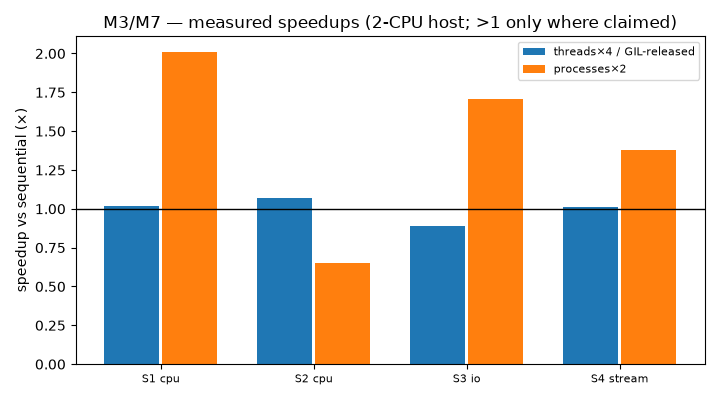 M3/M7 — measured speedups (2-CPU host; >1 only where claimed)
threads×4 / GIL-released
processes×2
speedup vs sequential (×)
2.00
1.75
1.50
1.25
1.00
0.75
0.50
0.25
0.00
S1 cpu
S2 cpu
S3 io
S4 stream